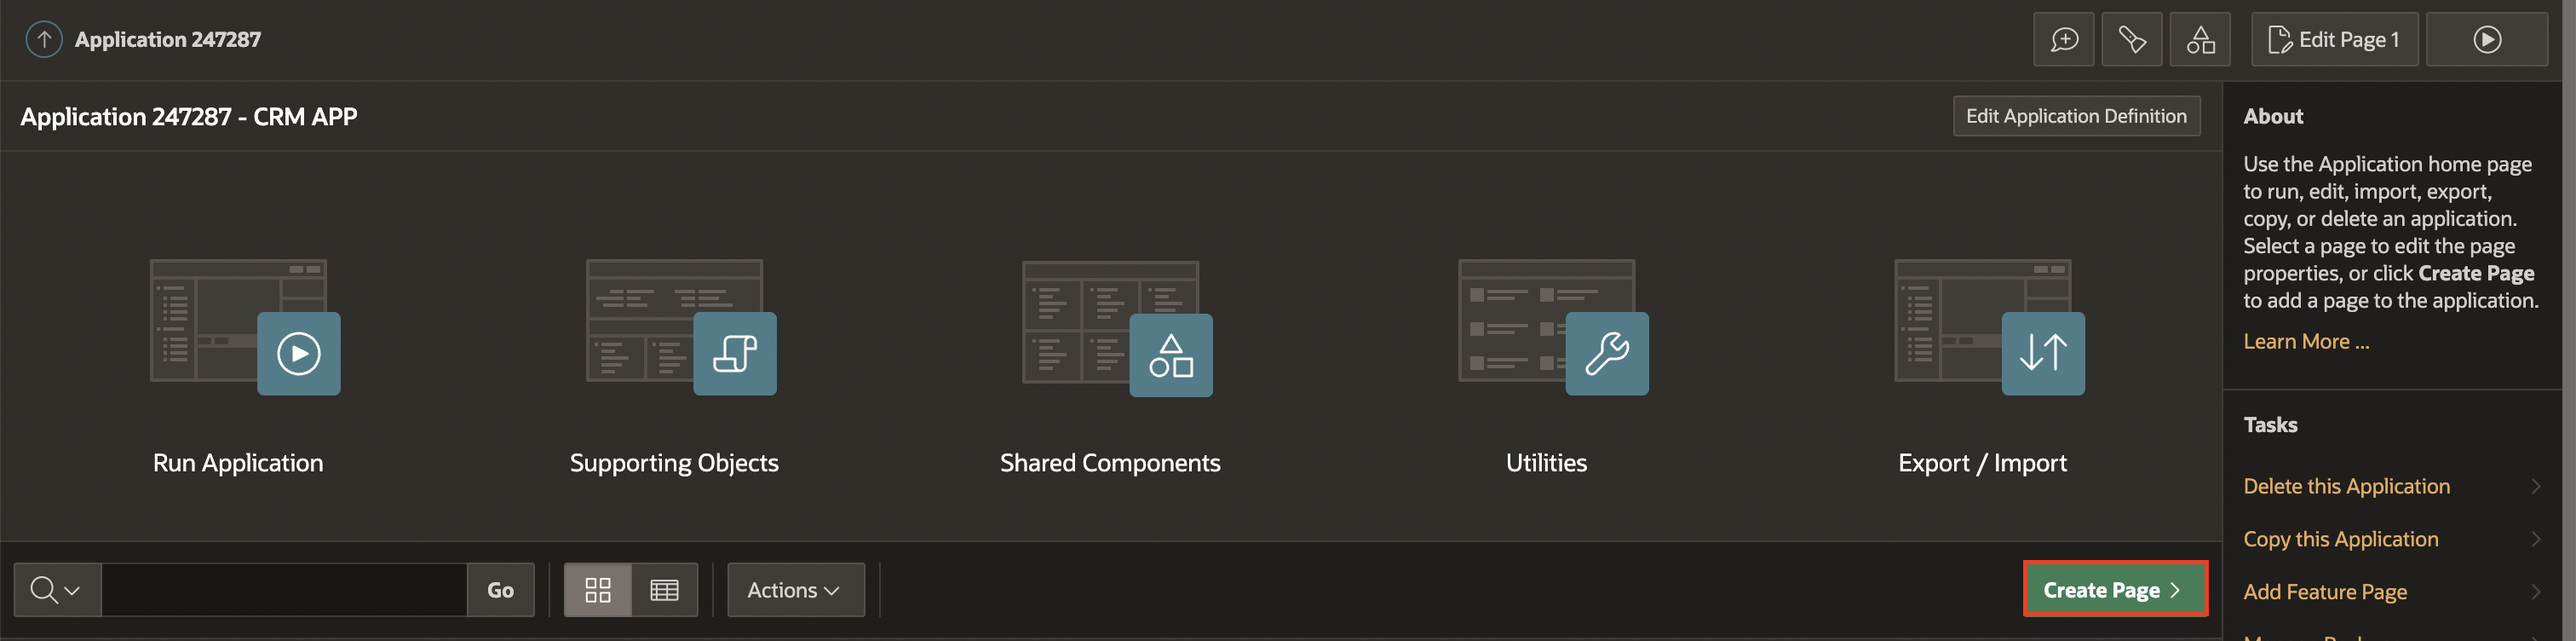 Application 247287
Edit Page 1
Application 247287 - CRM APP
Edit Application Definition
Run Application
Supporting Objects
Shared Components
Utilities
Export / Import
Go
Actions
Create Page
About
Use the Application home page
to run, edit, import, export,
copy, or delete an application.
Select a page to edit the page
properties, or click Create Page
to add a page to the application.
Learn More ...
Tasks
Delete this Application
Copy this Application
Add Feature Page